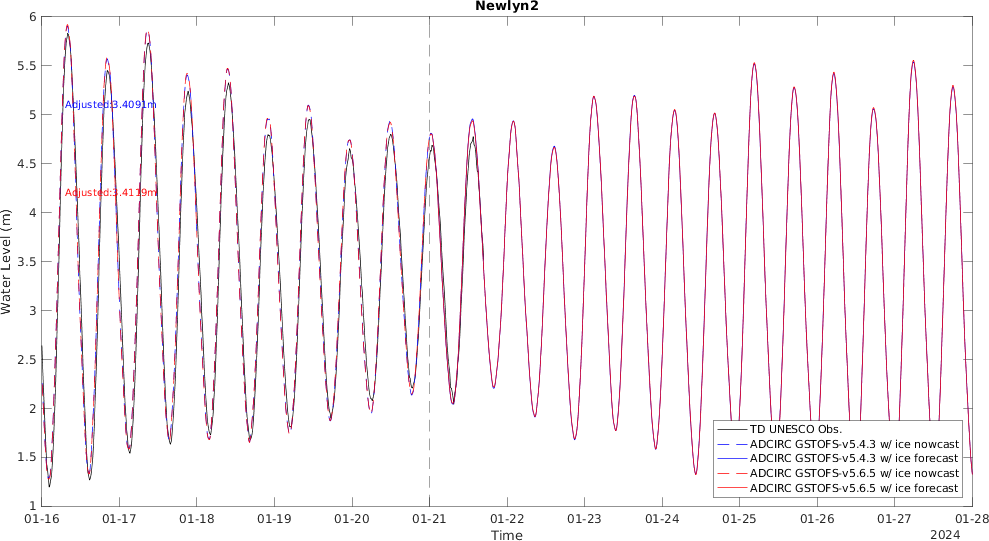 Newlyn2
6
5.5
5
4.5
4
3.5
3
2.5
2
1.5
1
Water Level (m)
Adjusted:3.4091m
Adjusted:3.4119m
TD UNESCO Obs.
ADCIRC GSTOFS-v5.4.3 w/ ice nowcast
ADCIRC GSTOFS-v5.4.3 w/ ice forecast
ADCIRC GSTOFS-v5.6.5 w/ ice nowcast
ADCIRC GSTOFS-v5.6.5 w/ ice forecast
01-16 01-17 01-18 01-19 01-20 01-21 01-22 01-23 01-24 01-25 01-26 01-27 01-28
Time
2024